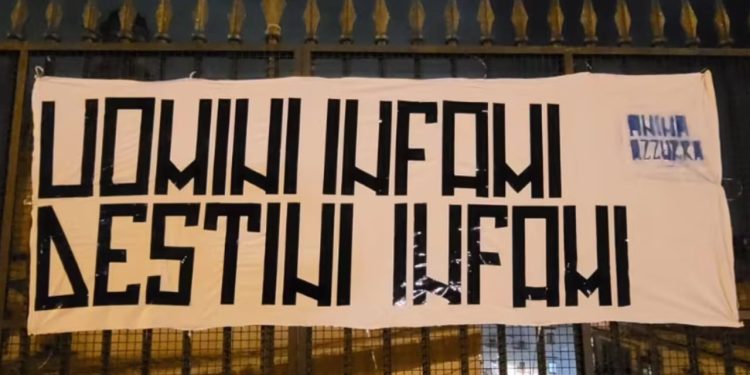 UOMINI INFAMI
DESTINI INFAMI
ANIMA
AZZURRA